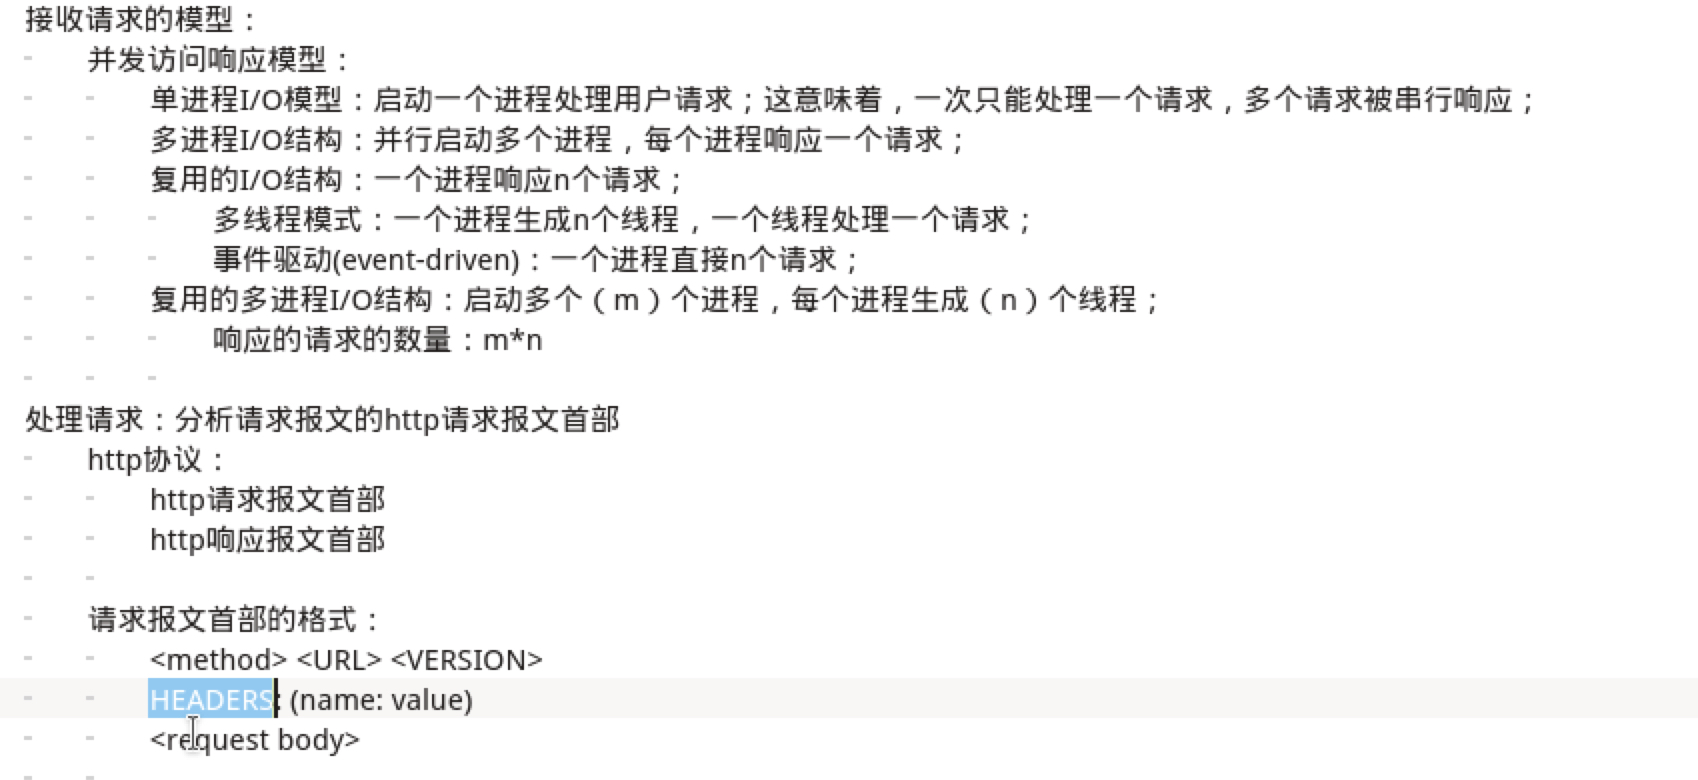 接收请求的模型：
并发访问响应模型：
单进程I/O模型：启动一个进程处理用户请求；这意味着，一次只能处理一个请求，多个请求被串行响应；
多进程I/O结构：并行启动多个进程，每个进程响应一个请求；
复用的I/O结构：一个进程响应n个请求；
多线程模式：一个进程生成n个线程，一个线程处理一个请求；
事件驱动(event-driven)：一个进程直接n个请求；
复用的多进程I/O结构：启动多个（m）个进程，每个进程生成（n）个线程；
响应的请求的数量：m*n
处理请求：分析请求报文的http请求报文首部
http协议：
http请求报文首部
http响应报文首部
请求报文首部的格式：
<method> <URL> <VERSION>
HEADERS: (name: value)
<request body>